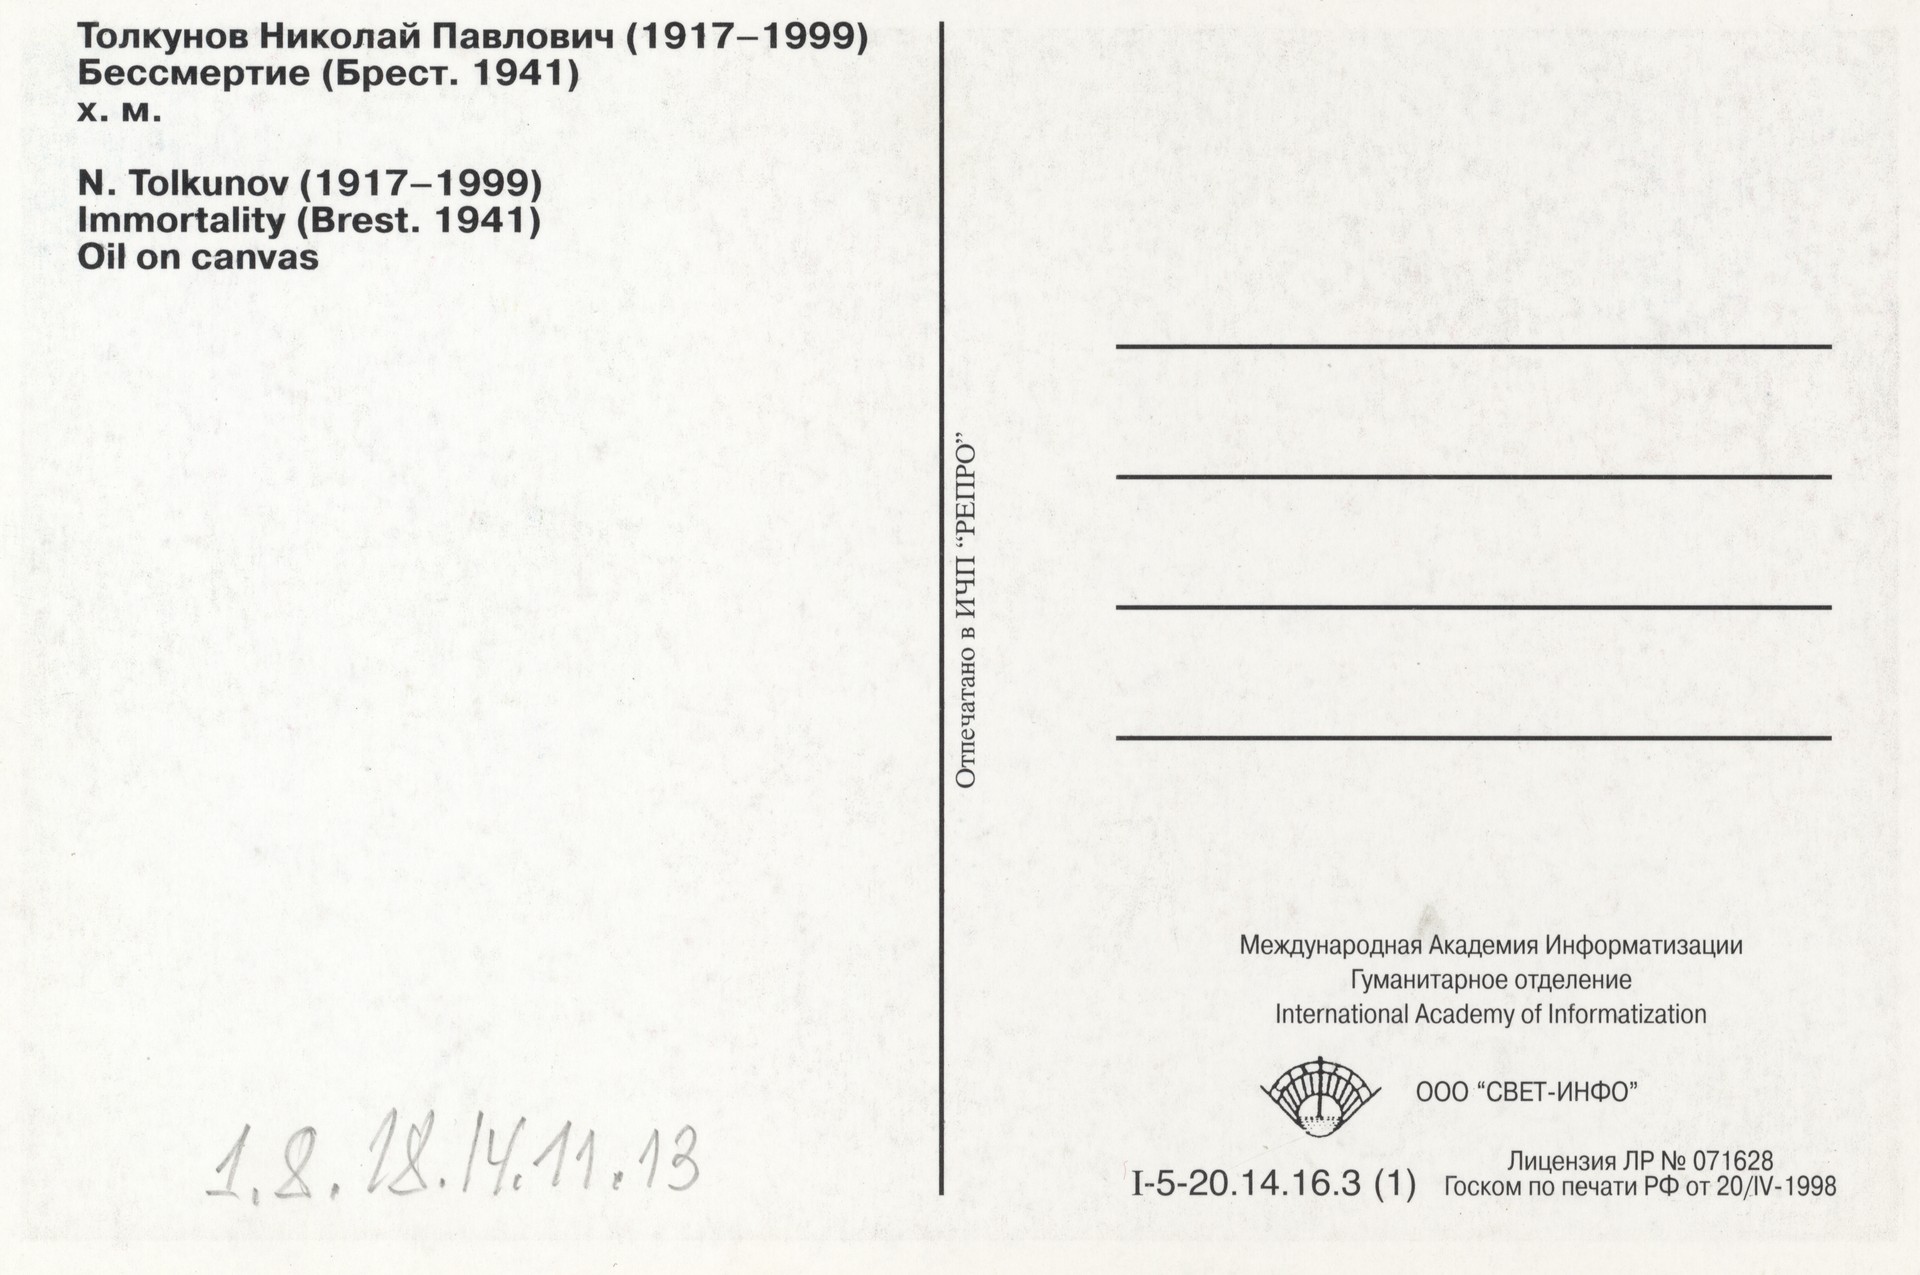 Толкунов Николай Павлович (1917–1999)
Бессмертие (Брест. 1941)
х. м.
N. Tolkunov (1917–1999)
Immortality (Brest. 1941)
Oil on canvas
1.8.18.14.11.13
Отпечатано в ИЧП “РЕПРО”
Международная Академия Информатизации
Гуманитарное отделение
International Academy of Informatization
ООО “СВЕТ-ИНФО”
I-5-20.14.16.3 (1)
Лицензия ЛР № 071628
Госком по печати РФ от 20/IV-1998